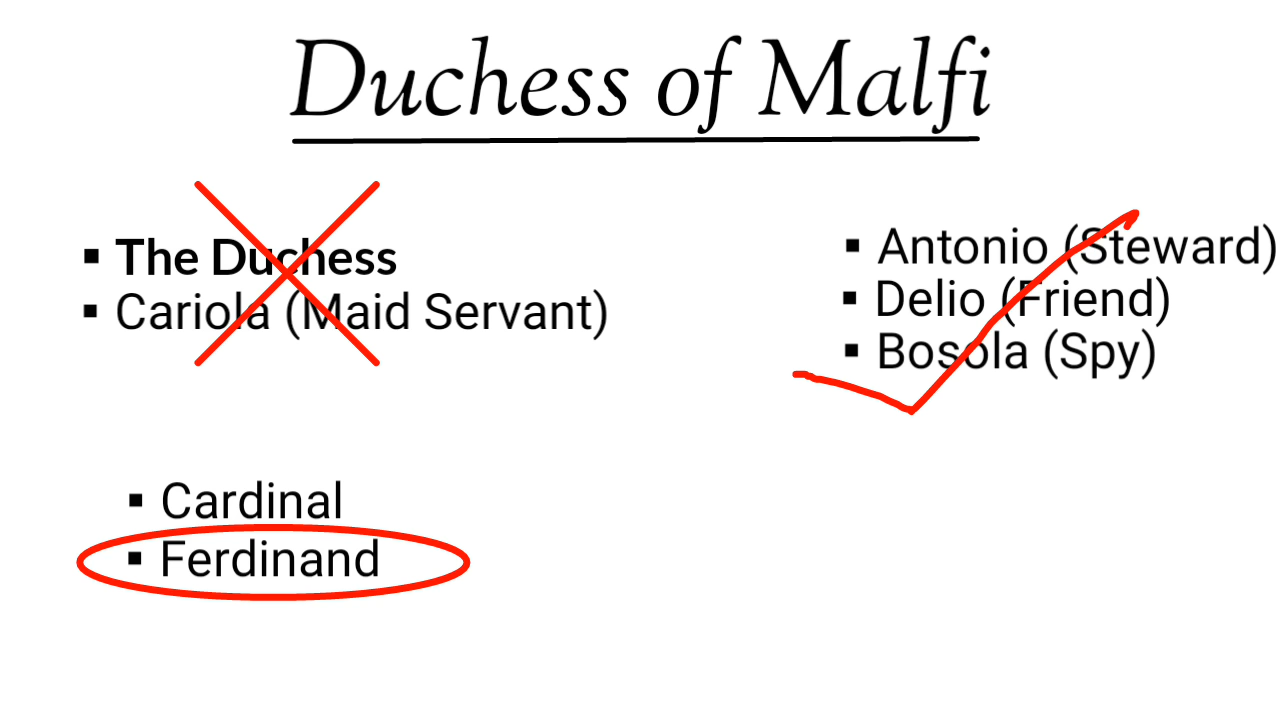 Duchess of Malfi
▪ The Duchess
▪ Cariola (Maid Servant)
▪ Antonio (Steward)
▪ Delio (Friend)
▪ Bosola (Spy)
▪ Cardinal
▪ Ferdinand